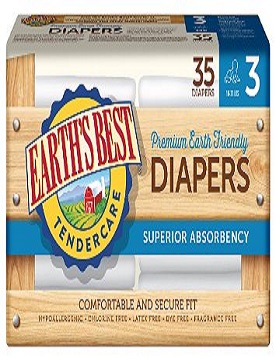 3
35
DIAPERS
3
EARTH'S BEST
TENDERCARE
Premium Earth Friendly
DIAPERS
SUPERIOR ABSORBENCY
COMFORTABLE AND SECURE FIT
HYPOALLERGENIC • CHLORINE FREE • LATEX FREE • DYE FREE • FRAGRANCE FREE